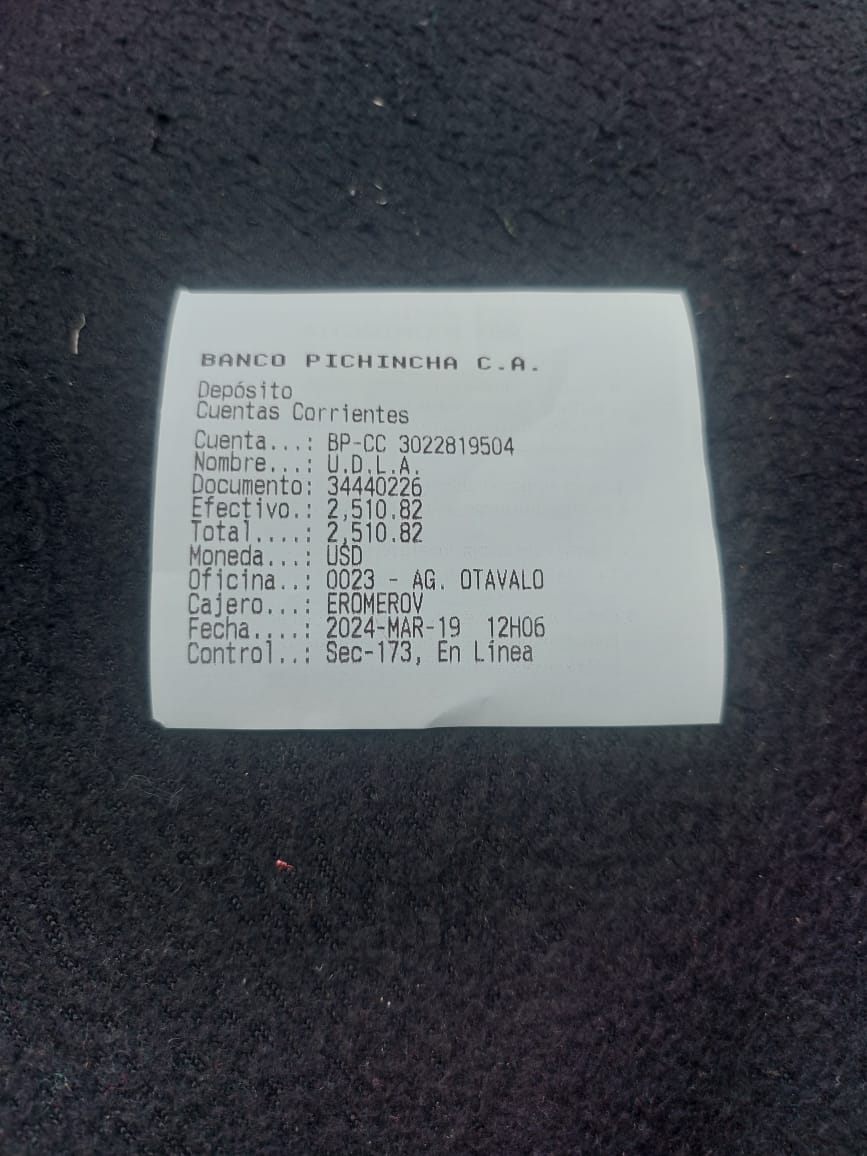 BANCO PICHINCHA C.A.
Depósito
Cuentas Corrientes
Cuenta...: BP-CC 3022819504
Nombre...: U.D.L.A.
Documento: 34440226
Efectivo.: 2,510.82
Total....: 2,510.82
Moneda...: USD
Oficina..: 0023 - AG. OTAVALO
Cajero...: EROMEROV
Fecha....: 2024-MAR-19 12H06
Control..: Sec-173, En Línea